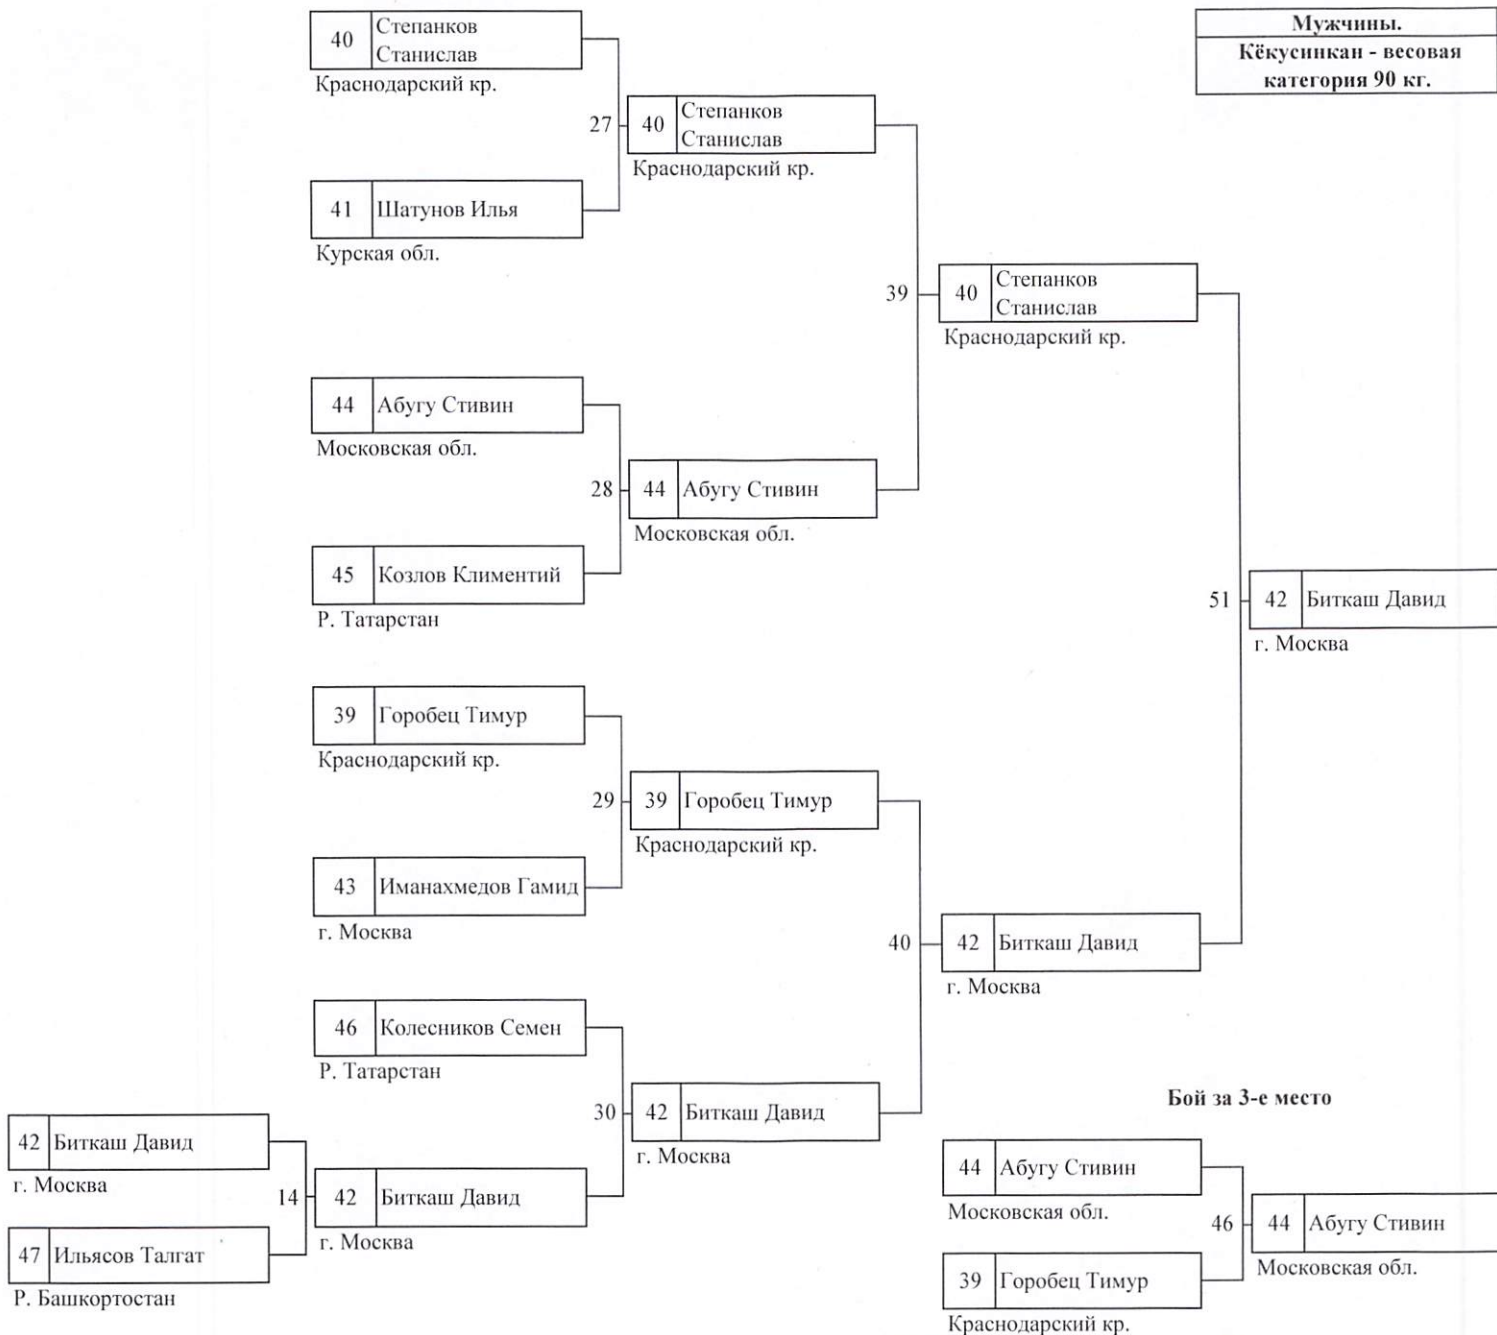 Мужчины.
Кёкусинкан - весовая
категория 90 кг.
40
Степанков
Станислав
Краснодарский кр.
27
40
Степанков
Станислав
Краснодарский кр.
41
Шатунов Илья
Курская обл.
39
40
Степанков
Станислав
Краснодарский кр.
44
Абугу Стивин
Московская обл.
28
44
Абугу Стивин
Московская обл.
45
Козлов Климентий
Р. Татарстан
51
42
Биткаш Давид
г. Москва
39
Горобец Тимур
Краснодарский кр.
29
39
Горобец Тимур
Краснодарский кр.
43
Иманахмедов Гамид
г. Москва
40
42
Биткаш Давид
г. Москва
46
Колесников Семен
Р. Татарстан
30
42
Биткаш Давид
г. Москва
42
Биткаш Давид
г. Москва
14
42
Биткаш Давид
г. Москва
47
Ильясов Талгат
Р. Башкортостан
Бой за 3-е место
44
Абугу Стивин
Московская обл.
46
44
Абугу Стивин
Московская обл.
39
Горобец Тимур
Краснодарский кр.